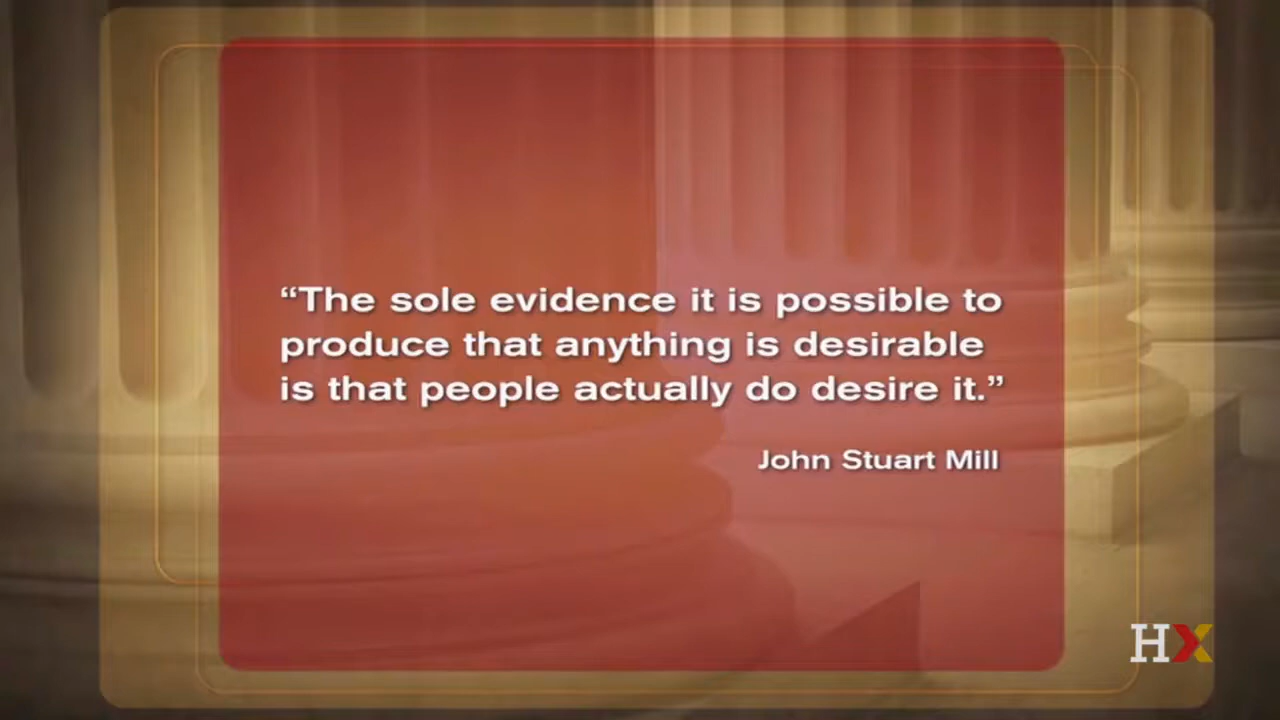 “The sole evidence it is possible to
produce that anything is desirable
is that people actually do desire it.”
John Stuart Mill
HX